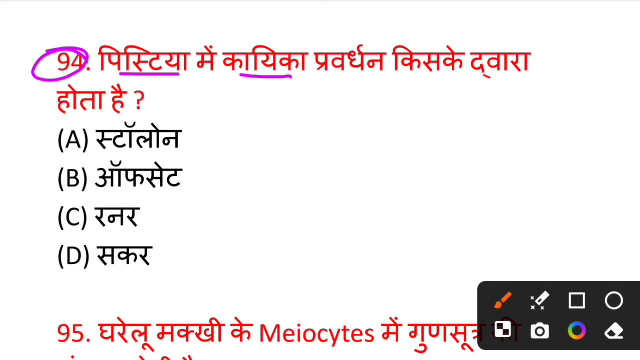 94. पिस्टिया में कायिका प्रवर्धन किसके द्वारा
होता है ?
(A) स्टॉलोन
(B) ऑफसेट
(C) रनर
(D) सकर
95. घरेलू मक्खी के Meiocytes में गुणसूत्र की